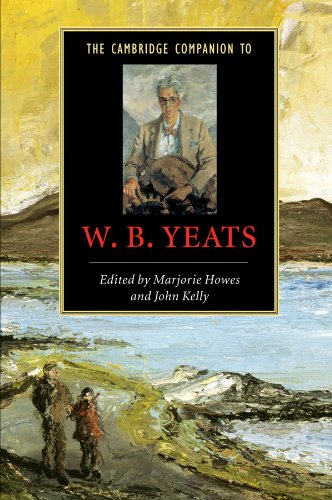 THE CAMBRIDGE COMPANION TO
W. B. YEATS
Edited by Marjorie Howes
and John Kelly